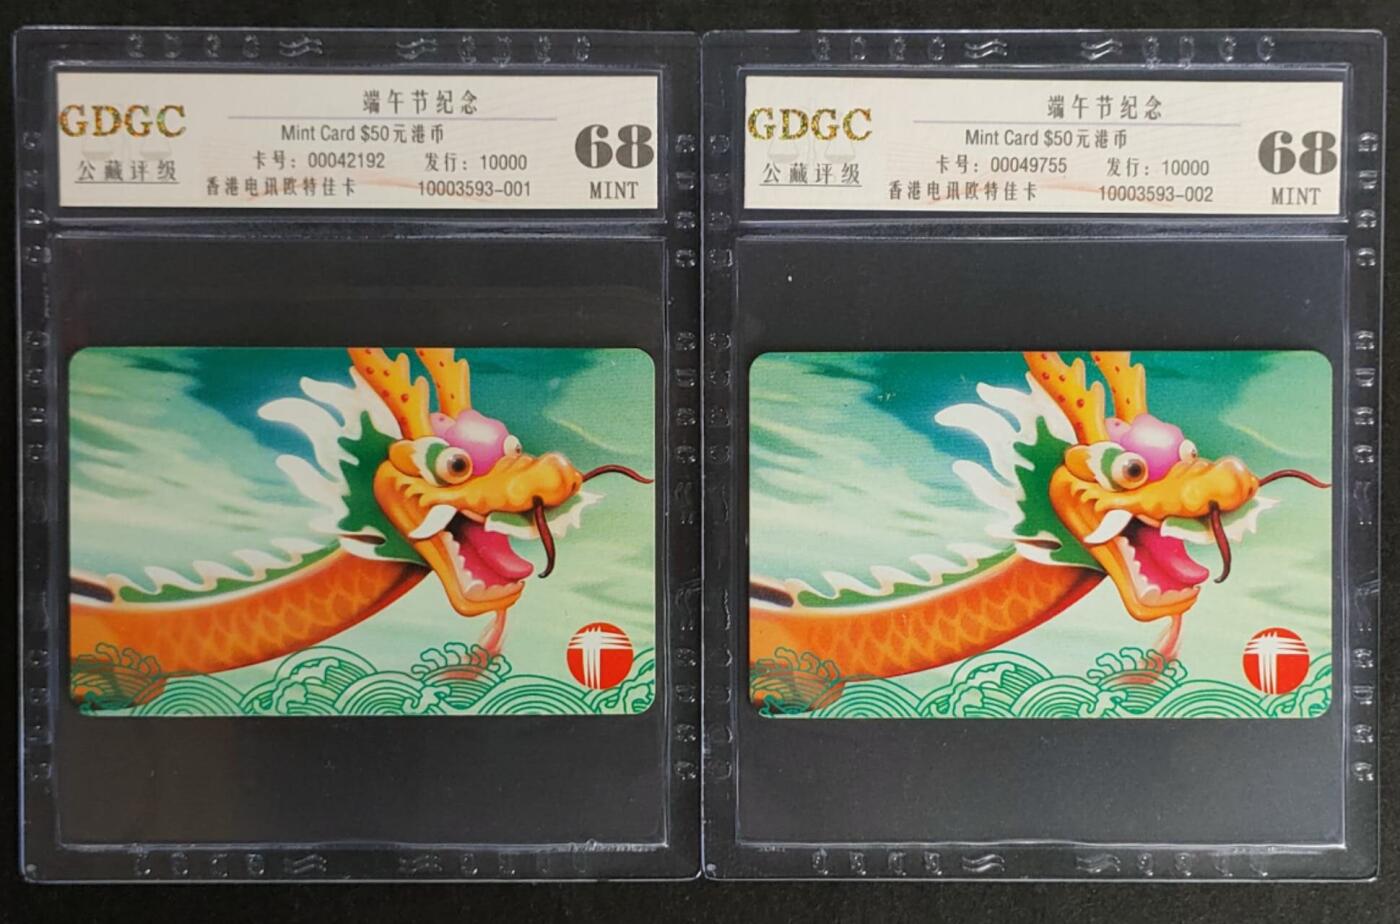 GDGC
公藏评级
端午节纪念
Mint Card $50元港币
卡号：00042192 发行：10000
香港电讯欧特佳卡 10003593-001
68
MINT
GDGC
公藏评级
端午节纪念
Mint Card $50元港币
卡号：00049755 发行：10000
香港电讯欧特佳卡 10003593-002
68
MINT